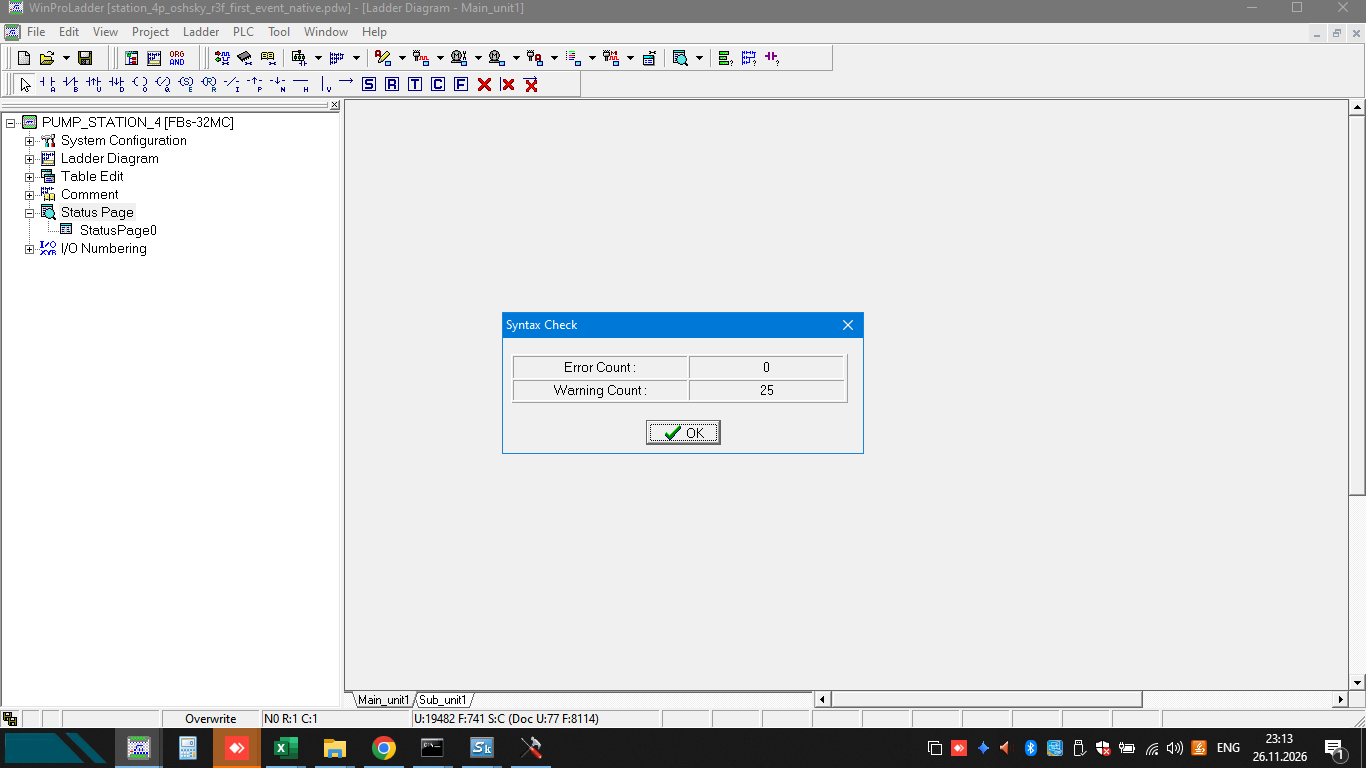 WinProLadder [station_4p_oshsky_r3f_first_event_native.pdw] - [Ladder Diagram - Main_unit1]
File Edit View Project Ladder PLC Tool Window Help
ORG
AND
A B U D O Q S R I P N H V S R T C F
PUMP_STATION_4 [FBs-32MC]
System Configuration
Ladder Diagram
Table Edit
Comment
Status Page
StatusPage0
I/O Numbering
Syntax Check
Error Count :
0
Warning Count :
25
OK
Main_unit1 Sub_unit1
Overwrite N0 R:1 C:1 U:19482 F:741 S:C (Doc U:77 F:8114)
Sk
ENG
23:13
26.11.2026
1